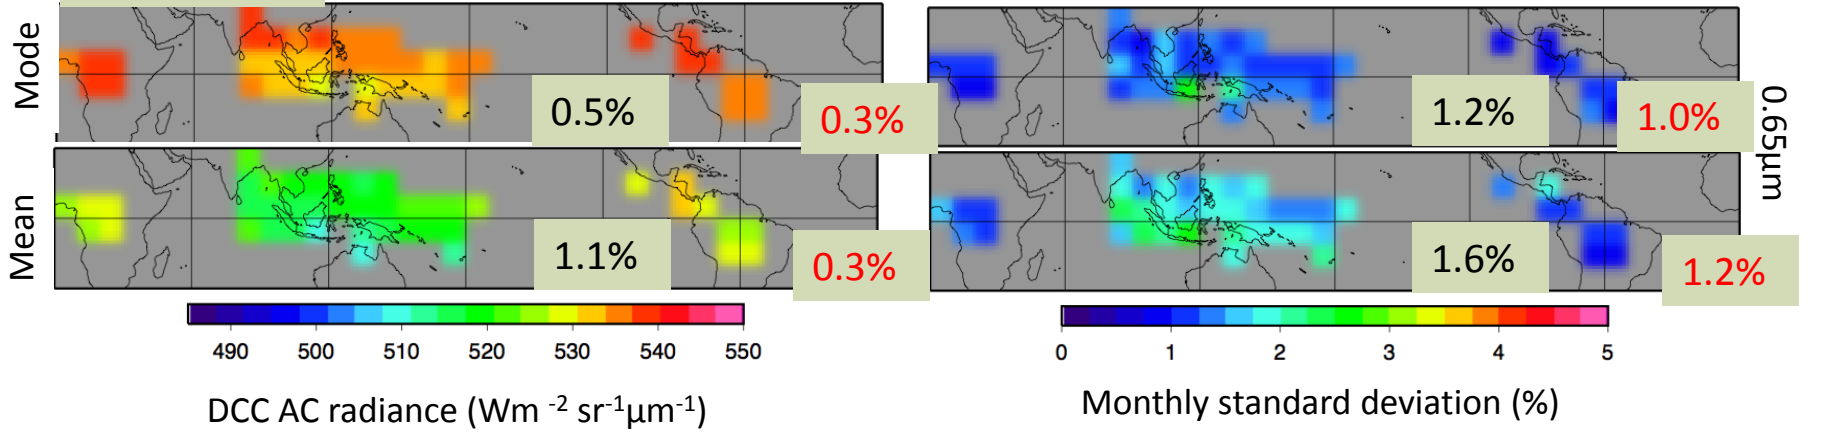 Mode
0.5%
0.3%
1.2%
1.0%
0.65µm
Mean
1.1%
0.3%
1.6%
1.2%
490 500 510 520 530 540 550
0 1 2 3 4 5
DCC AC radiance (Wm -2 sr-1µm-1)
Monthly standard deviation (%)